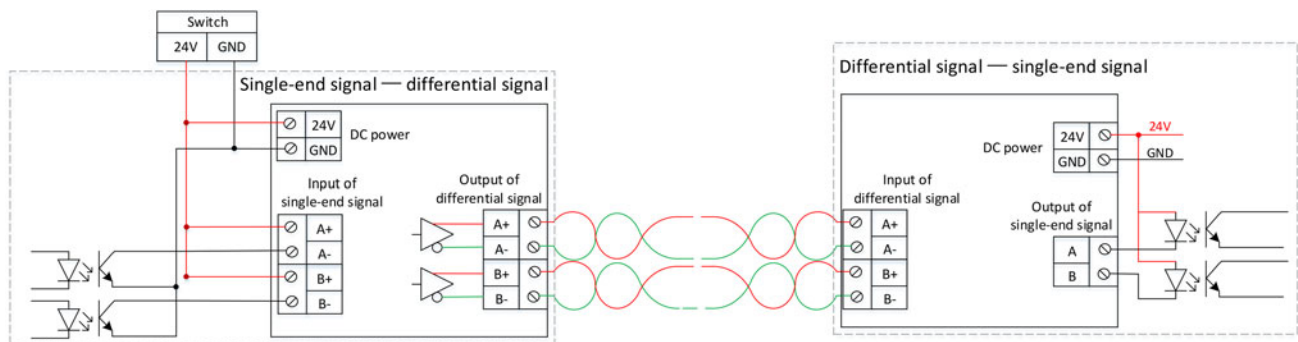 Switch
24V GND
Single-end signal — differential signal
24V
GND
DC power
Input of
single-end signal
A+
A-
B+
B-
Output of
differential signal
A+
A-
B+
B-
Differential signal — single-end signal
DC power
24V
GND
24V
GND
Input of
differential signal
A+
A-
B+
B-
Output of
single-end signal
A
B